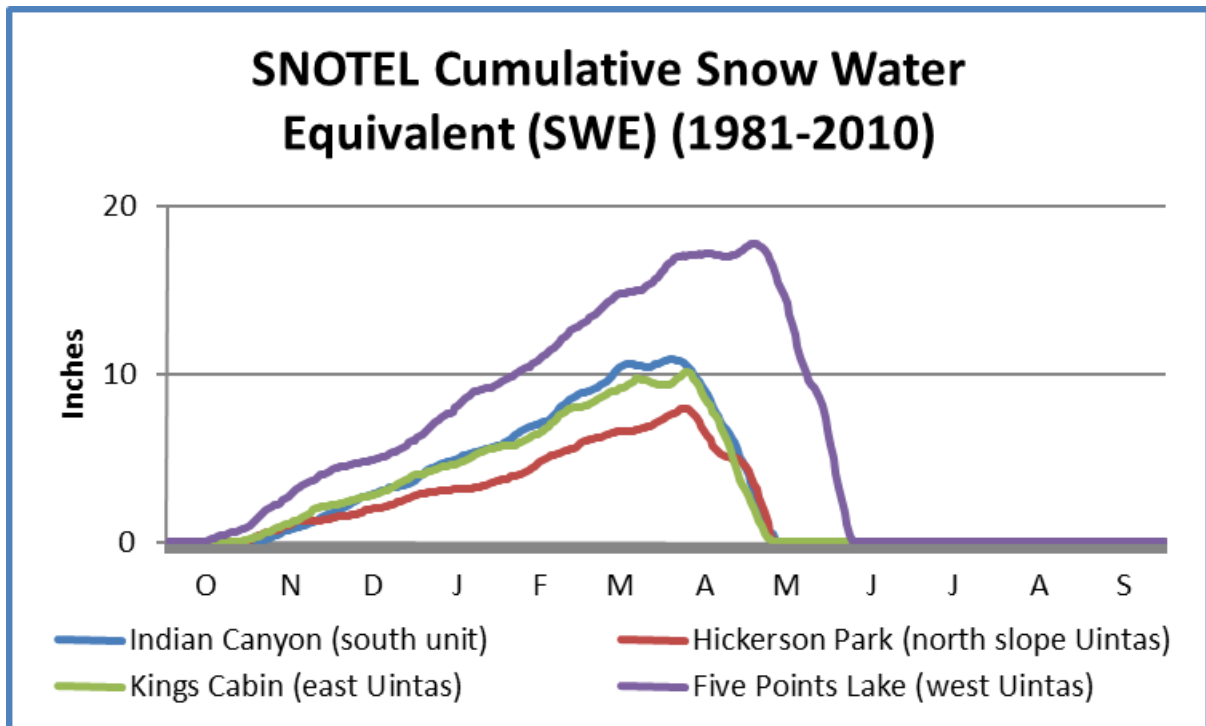 SNOTEL Cumulative Snow Water
Equivalent (SWE) (1981-2010)
20
10
0
Inches
O N D J F M A M J J A S
Indian Canyon (south unit) Hickerson Park (north slope Uintas)
Kings Cabin (east Uintas) Five Points Lake (west Uintas)